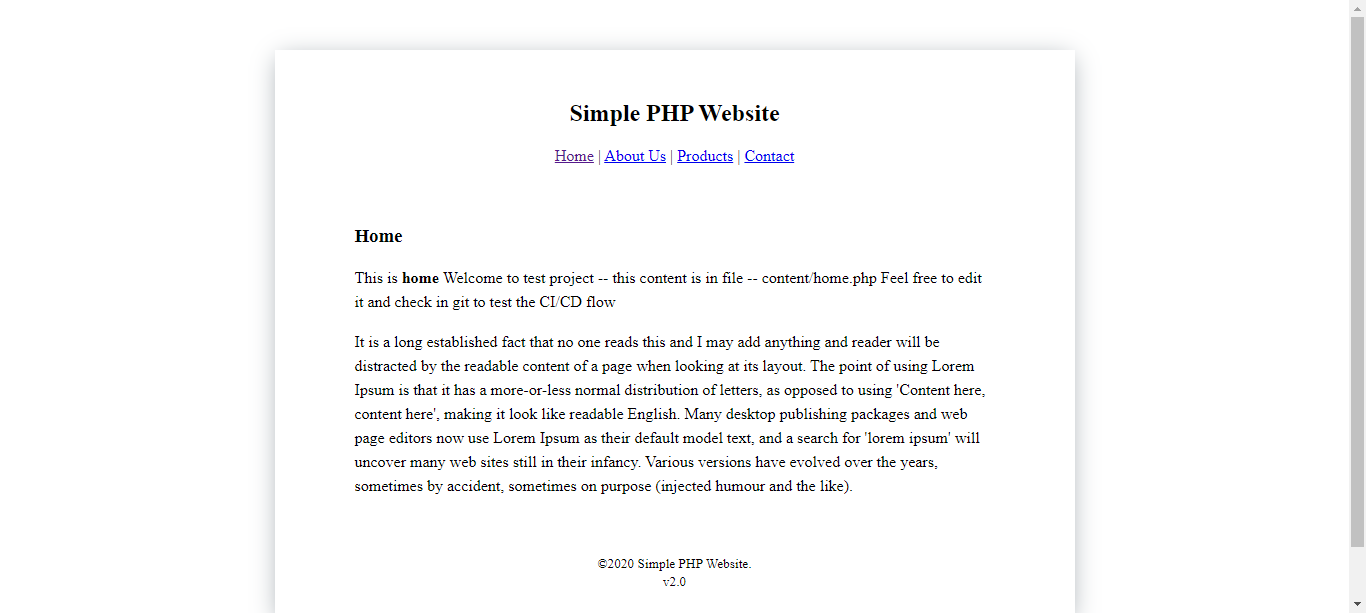 Simple PHP Website
Home | About Us | Products | Contact
Home
This is home Welcome to test project -- this content is in file -- content/home.php Feel free to edit
it and check in git to test the CI/CD flow
It is a long established fact that no one reads this and I may add anything and reader will be
distracted by the readable content of a page when looking at its layout. The point of using Lorem
Ipsum is that it has a more-or-less normal distribution of letters, as opposed to using 'Content here,
content here', making it look like readable English. Many desktop publishing packages and web
page editors now use Lorem Ipsum as their default model text, and a search for 'lorem ipsum' will
uncover many web sites still in their infancy. Various versions have evolved over the years,
sometimes by accident, sometimes on purpose (injected humour and the like).
©2020 Simple PHP Website.
v2.0